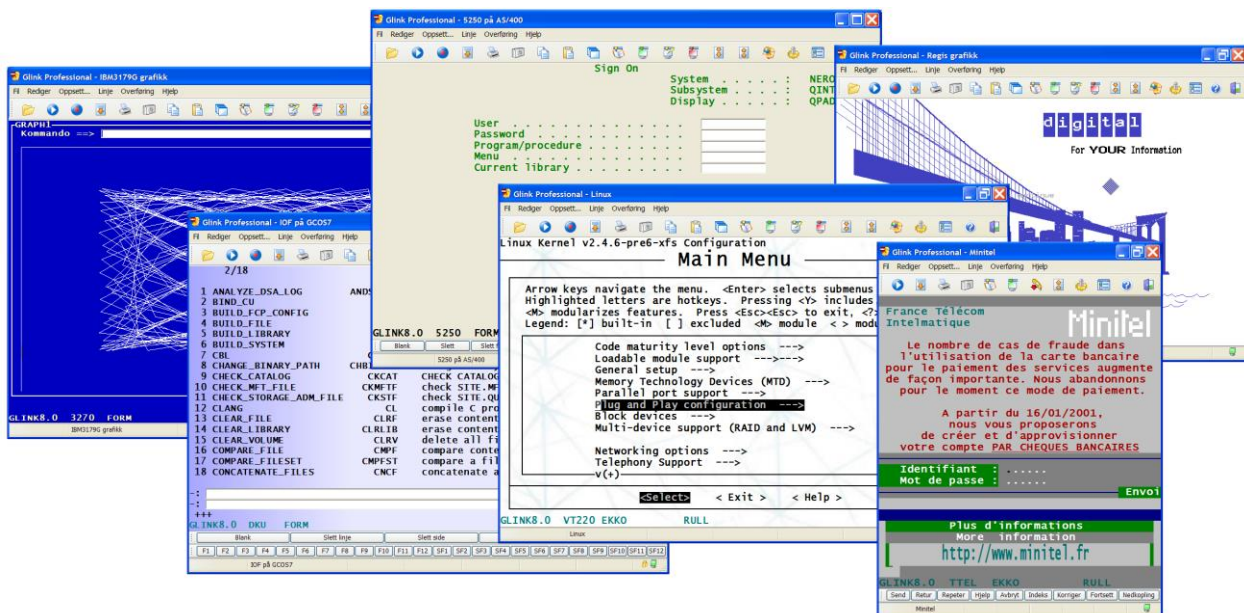 Glink Professional - IBM3179G grafikk
Fil Rediger Oppsett... Linje Overføring Hjelp
GRAPH1
Kommando ==>
GLINK8.0 3270 FORM
IBM3179G grafikk
Glink Professional - 5250 på AS/400
Fil Rediger Oppsett... Linje Overføring Hjelp
Sign On
System . . . . . : NERO
Subsystem . . . . : QINT
Display . . . . . : QPAD
User . . . . . . . . . . . . . .
Password . . . . . . . . . . . .
Program/procedure . . . . . . . .
Menu . . . . . . . . . . . . . .
Current library . . . . . . . . .
GLINK8.0 5250 FORM
Blank Slett Slett
5250 på AS/400
Glink Professional - Regis grafikk
Fil Rediger Oppsett... Linje Overføring Hjelp
digital
For YOUR Information
Glink Professional - IOF på GCOS7
Fil Rediger Oppsett... Linje Overføring Hjelp
2/18
1 ANALYZE_DSA_LOG ANDS
2 BIND_CU
3 BUILD_FCP_CONFIG
4 BUILD_FILE
5 BUILD_LIBRARY
6 BUILD_SYSTEM
7 CBL
8 CHANGE_BINARY_PATH CHBI
9 CHECK_CATALOG CKCAT CHECK CATALOG
10 CHECK_MFT_FILE CKMFTF check SITE.MF
11 CHECK_STORAGE_ADM_FILE CKSTF check SITE.QU
12 CLANG CL compile C pro
13 CLEAR_FILE CLRF erase content
14 CLEAR_LIBRARY CLRLIB erase content
15 CLEAR_VOLUME CLRV delete all fi
16 COMPARE_FILE CMPF compare conte
17 COMPARE_FILESET CMPFST compare a fil
18 CONCATENATE_FILES CNCF concatenate a
-:
-:
+++
GLINK8.0 DKU FORM
Blank Slett linje Slett side
F1 F2 F3 F4 F5 F6 F7 F8 F9 F10 F11 F12 SF1 SF2 SF3 SF4 SF5 SF6 SF7 SF8 SF9 SF10 SF11 SF12
IOF på GCOS7
Glink Professional - Linux
Fil Rediger Oppsett... Linje Overføring Hjelp
Linux Kernel v2.4.6-pre6-xfs Configuration
Main Menu
Arrow keys navigate the menu. <Enter> selects submenus
Highlighted letters are hotkeys. Pressing <Y> includes
<M> modularizes features. Press <Esc><Esc> to exit, <?>
Legend: [*] built-in [ ] excluded <M> module < > modu
Code maturity level options --->
Loadable module support --->--->
General setup --->
Memory Technology Devices (MTD) --->
Parallel port support --->
Plug and Play configuration --->
Block devices --->
Multi-device support (RAID and LVM) --->
Networking options --->
Telephony Support --->
v(+)
<Select> < Exit > < Help >
GLINK8.0 VT220 EKKO RULL
Linux
Glink Professional - Minitel
Fil Rediger Oppsett... Linje Overføring Hjelp
France Télécom
Intelmatique
Minitel
Le nombre de cas de fraude dans
l'utilisation de la carte bancaire
pour le paiement des services augmente
de façon importante. Nous abandonnons
pour le moment ce mode de paiement.
A partir du 16/01/2001,
nous vous proposerons
de créer et d'approvisionner
votre compte PAR CHEQUES BANCAIRES
Identifiant : ......
Mot de passe : ......
Envoi
Plus d'informations
More information
http://www.minitel.fr
GLINK8.0 TTEL EKKO RULL
Send Retur Repeter Hjelp Avbryt Indeks Korriger Fortsett Nedkopling
Minitel